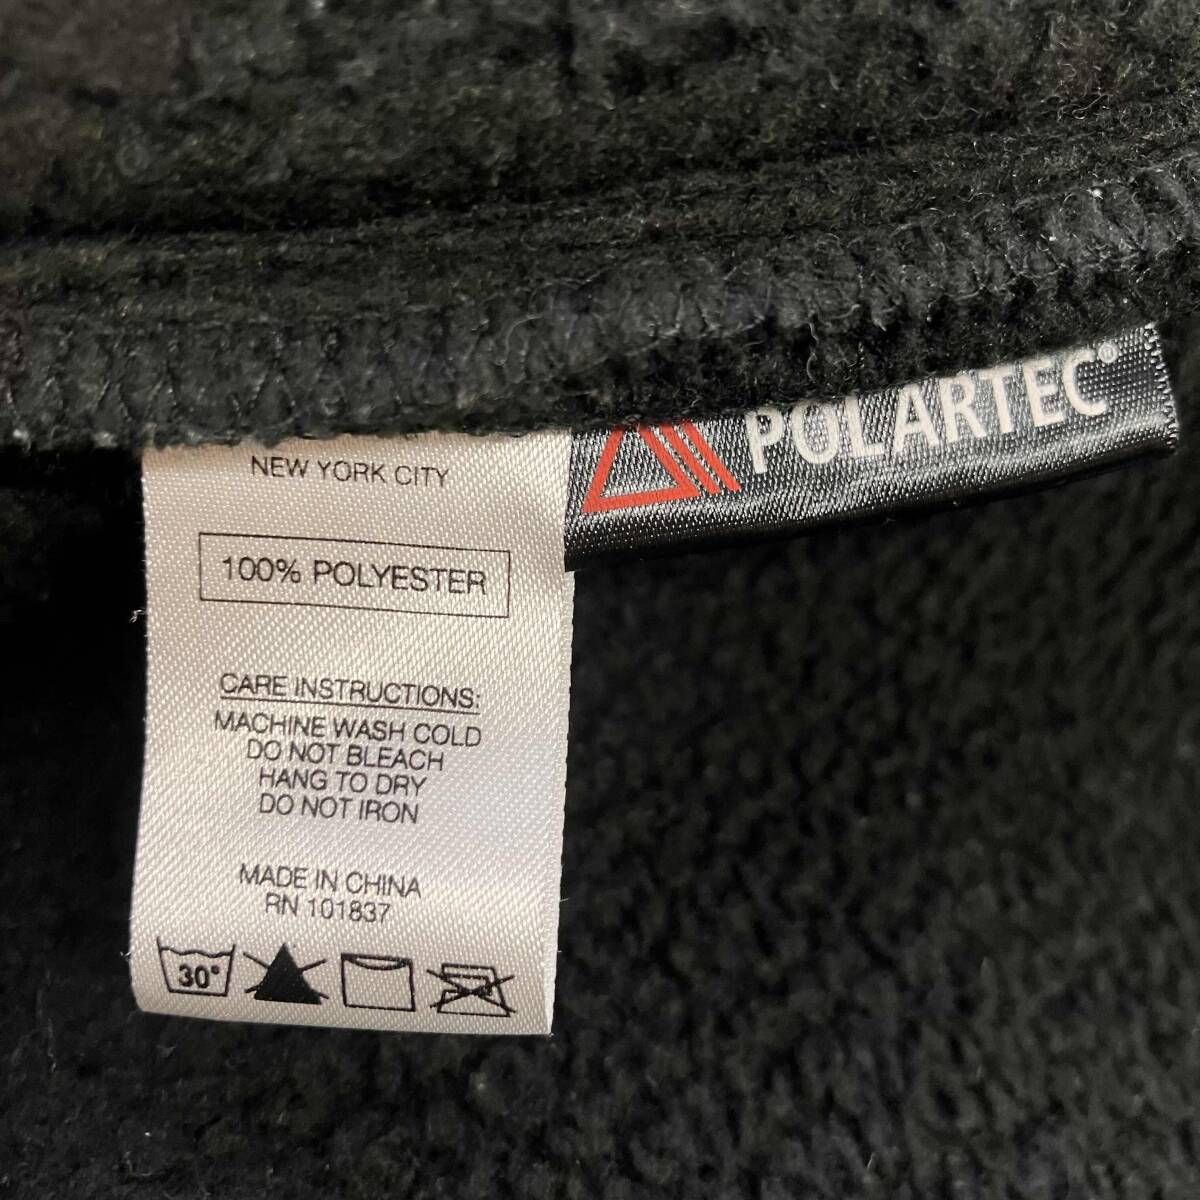 POLARTEC®
NEW YORK CITY
100% POLYESTER
CARE INSTRUCTIONS:
MACHINE WASH COLD
DO NOT BLEACH
HANG TO DRY
DO NOT IRON
MADE IN CHINA
RN 101837
30°